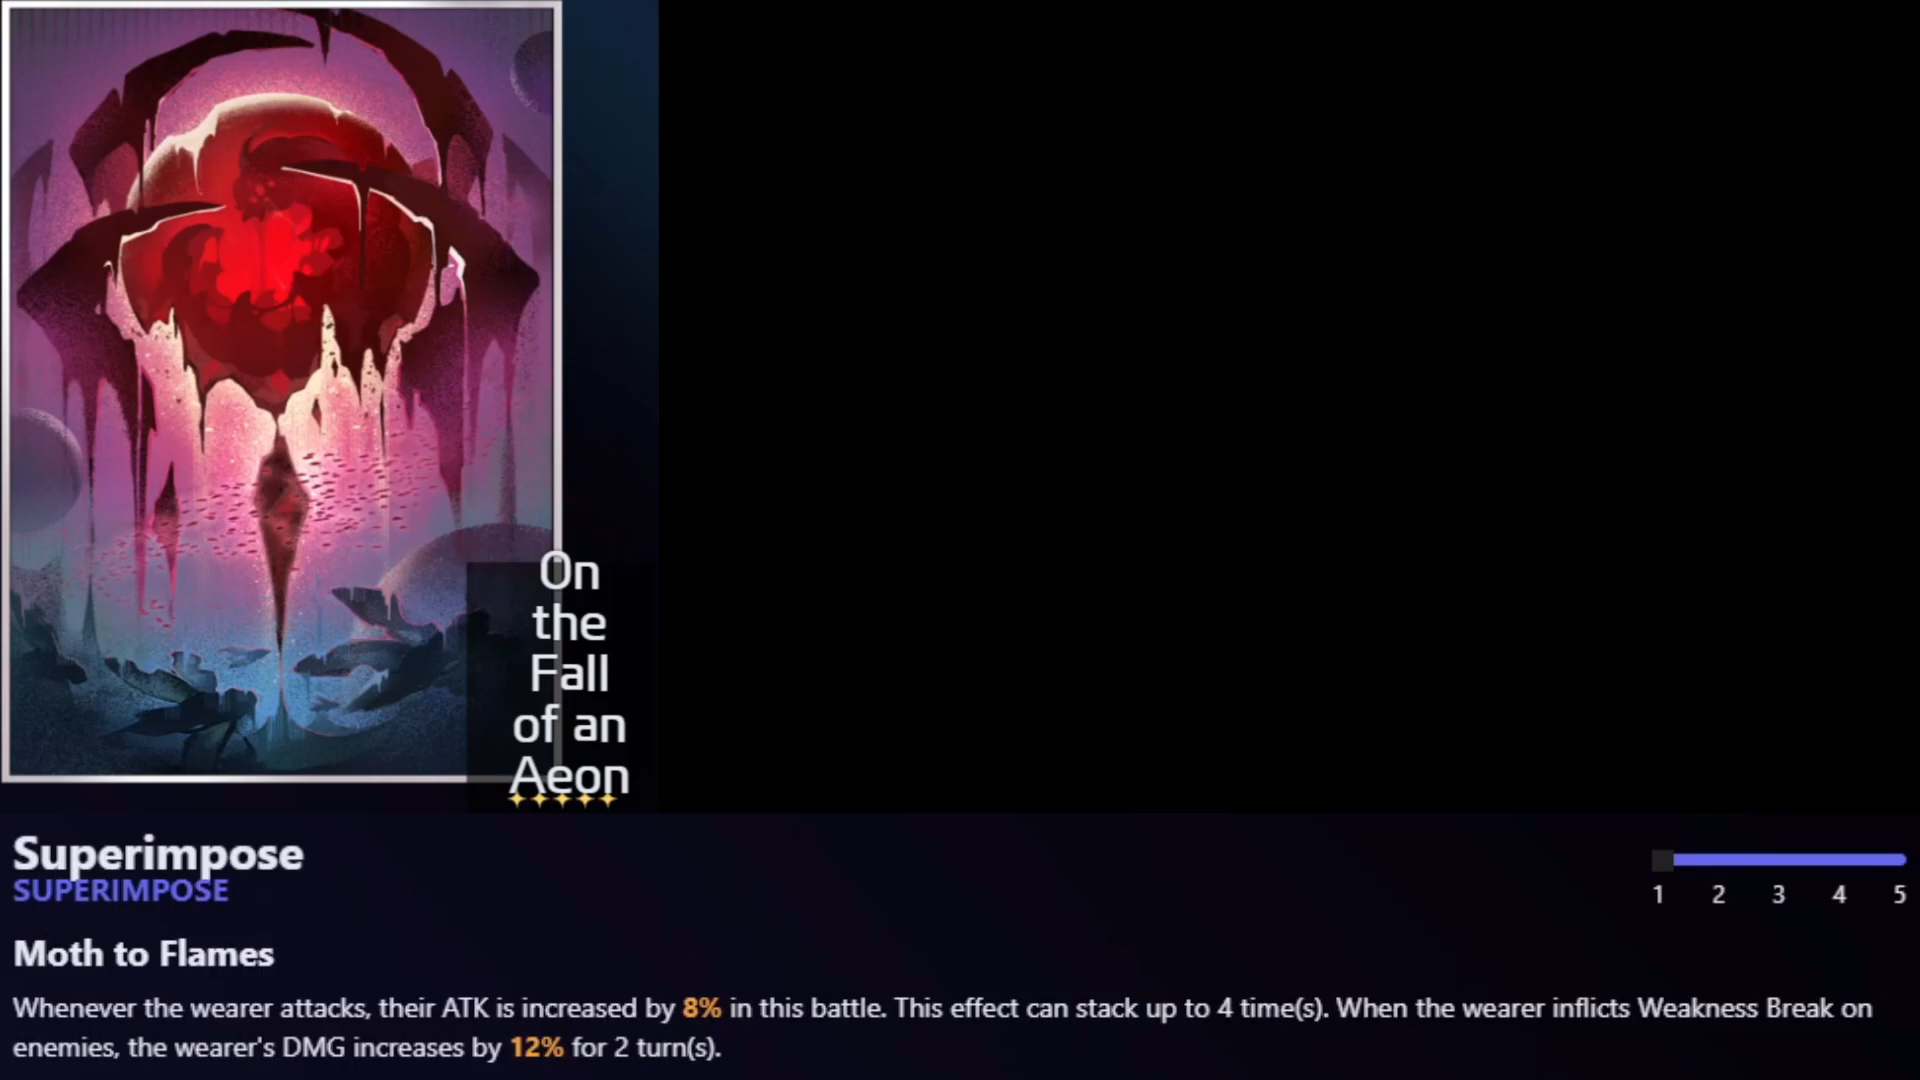 On
the
Fall
of an
Aeon
Superimpose
SUPERIMPOSE
1 2 3 4 5
Moth to Flames
Whenever the wearer attacks, their ATK is increased by 8% in this battle. This effect can stack up to 4 time(s). When the wearer inflicts Weakness Break on
enemies, the wearer's DMG increases by 12% for 2 turn(s).